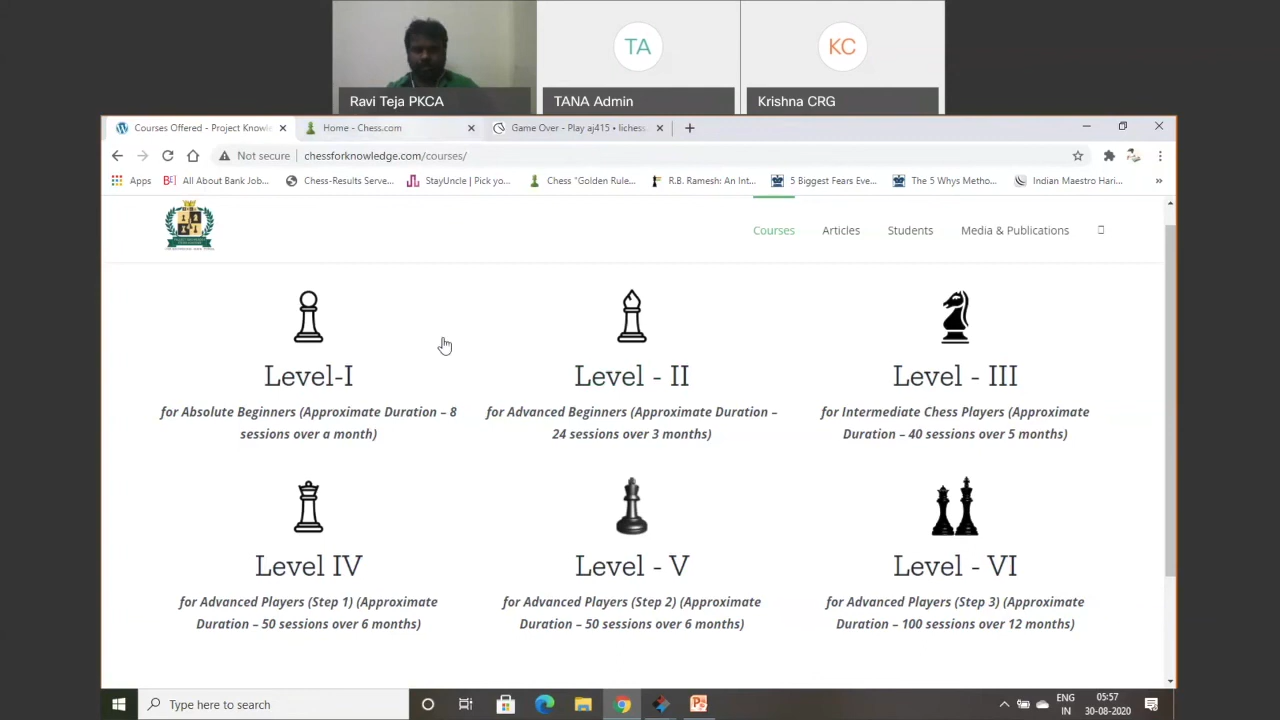 TA
KC
Ravi Teja PKCA
TANA Admin
Krishna CRG
Courses Offered - Project Knowle
Home - Chess.com
Game Over - Play aj415 • lichess.
Not secure
chessforknowledge.com/courses/
Apps
All About Bank Job...
Chess-Results Serve...
StayUncle | Pick yo...
Chess "Golden Rule...
R.B. Ramesh: An Int...
5 Biggest Fears Eve...
The 5 Whys Metho...
Indian Maestro Hari...
»
Courses
Articles
Students
Media & Publications
Level-I
for Absolute Beginners (Approximate Duration – 8
sessions over a month)
Level - II
for Advanced Beginners (Approximate Duration –
24 sessions over 3 months)
Level - III
for Intermediate Chess Players (Approximate
Duration – 40 sessions over 5 months)
Level IV
for Advanced Players (Step 1) (Approximate
Duration – 50 sessions over 6 months)
Level - V
for Advanced Players (Step 2) (Approximate
Duration – 50 sessions over 6 months)
Level - VI
for Advanced Players (Step 3) (Approximate
Duration – 100 sessions over 12 months)
Type here to search
ENG
IN
05:57
30-08-2020